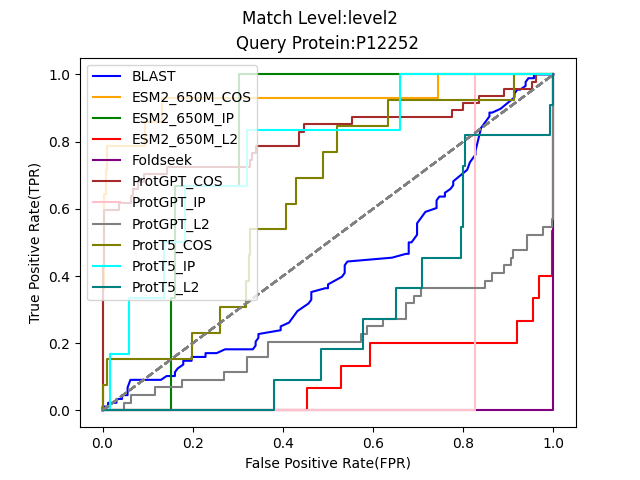 Match Level:level2
Query Protein:P12252
BLAST
ESM2_650M_COS
ESM2_650M_IP
ESM2_650M_L2
Foldseek
ProtGPT_COS
ProtGPT_IP
ProtGPT_L2
ProtT5_COS
ProtT5_IP
ProtT5_L2
True Positive Rate(TPR)
1.0
0.8
0.6
0.4
0.2
0.0
0.0 0.2 0.4 0.6 0.8 1.0
False Positive Rate(FPR)